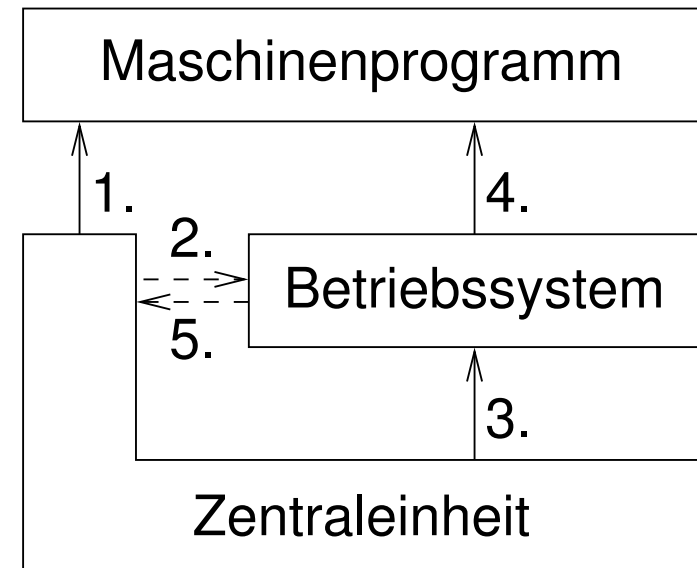 Maschinenprogramm
1.
4.
2.
Betriebssystem
5.
3.
Zentraleinheit